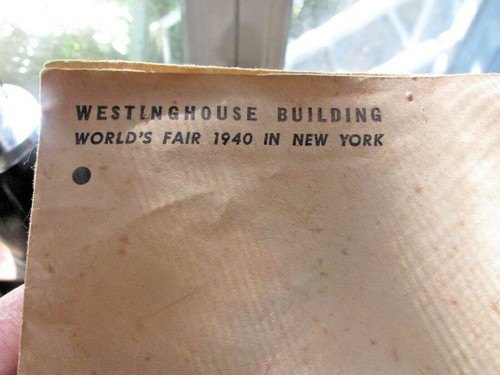 WESTINGHOUSE BUILDING
WORLD'S FAIR 1940 IN NEW YORK